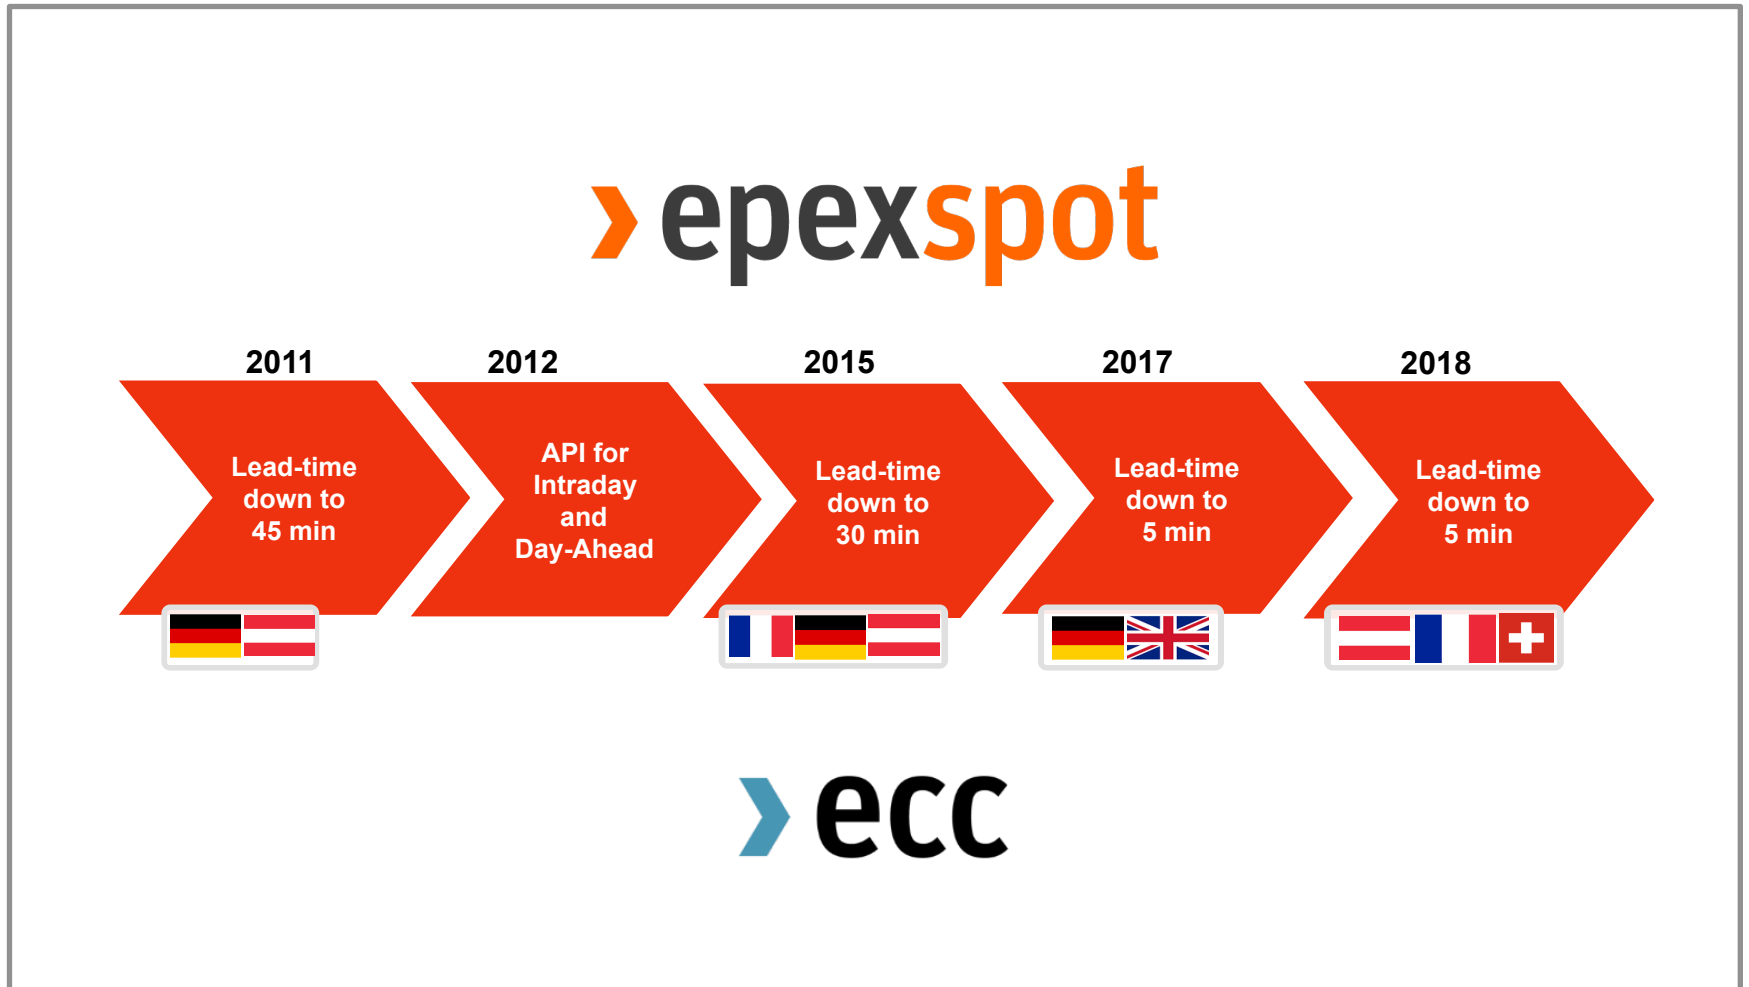 epexspot
2011
2012
2015
2017
2018
Lead-time
down to
45 min
API for
Intraday
and
Day-Ahead
Lead-time
down to
30 min
Lead-time
down to
5 min
Lead-time
down to
5 min
ecc